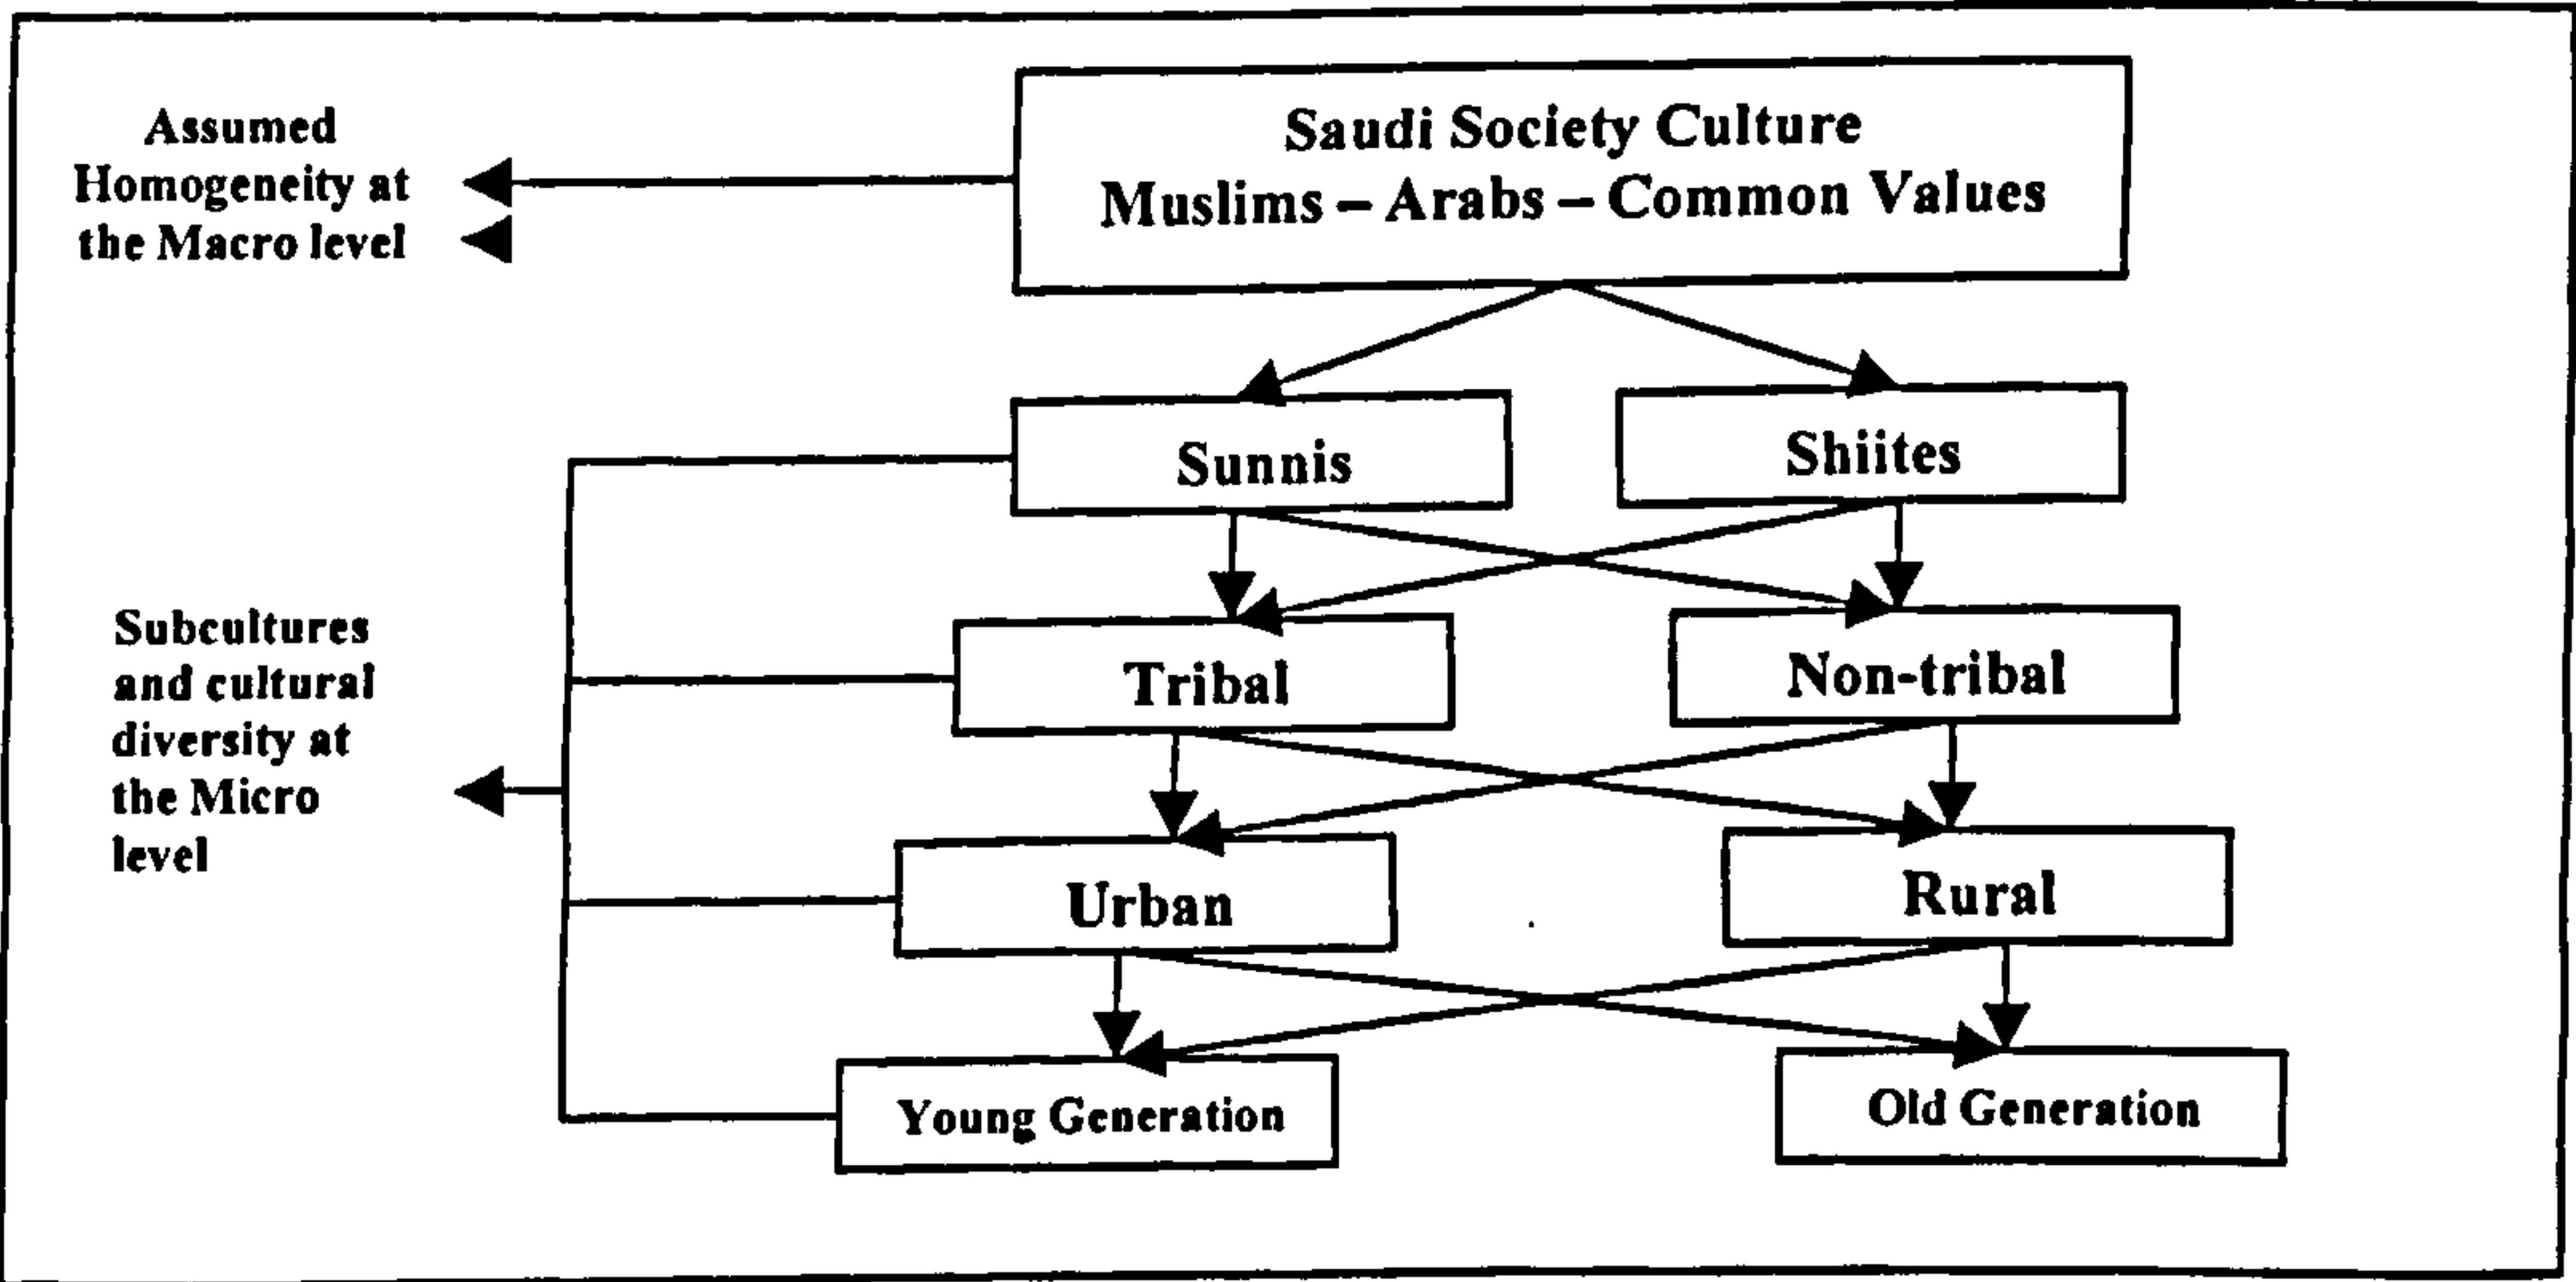 Assumed
Homogeneity at
the Macro level
Saudi Society Culture
Muslims – Arabs – Common Values
Sunnis
Shiites
Subcultures
and cultural
diversity at
the Micro
level
Tribal
Non-tribal
Urban
Rural
Young Generation
Old Generation